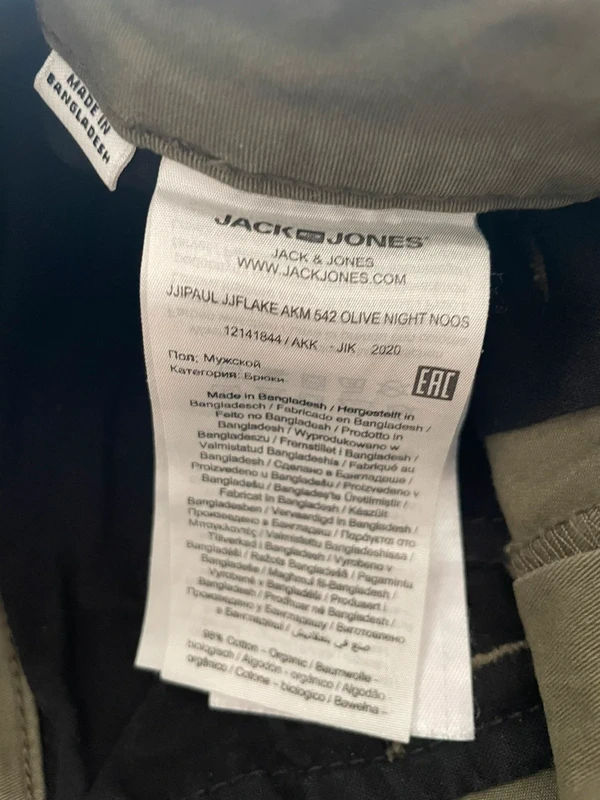 MADE IN
BANGLADESH
JACK JONES
JACK & JONES
WWW.JACKJONES.COM
JJIPAUL JJFLAKE AKM 542 OLIVE NIGHT NOOS
12141844 / AKK - JIK 2020
Пол: Мужской
Категория: Брюки
EAC
Made in Bangladesh / Hergestellt in
Bangladesch / Fabricado en Bangladesh /
Feito no Bangladesh / Prodotto in
Bangladesh / Wyprodukowano w
Bangladeszu / Fremstillet i Bangladesh /
Valmistatud Bangladeshis / Fabriqué au
Bangladesh / Сделано в Бангладеше /
Proizvedeno u Bangladešu / Proizvedeno v
Bangladešu / Bangladeş'te Üretilmiştir /
Fabricat în Bangladesh / Készült
Bangladesben / Vervaardigd in Bangladesh /
Произведено в Бангладеш / Παράγεται στο
Μπανγκλαντές / Valmistettu Bangladeshissa /
Tillverkad i Bangladesh / Vyrobeno v
Bangladéši / Ražots Bangladešā / Pagaminta
Bangladeše / Magħmul fil-Bangladesh /
Vyrobené v Bangladéši / Produsert i
Bangladesh / Prodhuar në Bangladesh /
Произведено у Бангладешу / Виготовлено
в Бангладеш / صنع في بنغلاديش
98% Cotton - Organic / Baumwolle -
biologisch / Algodón - orgánico / Algodão
orgânico / Cotone - biologico / Bawełna -